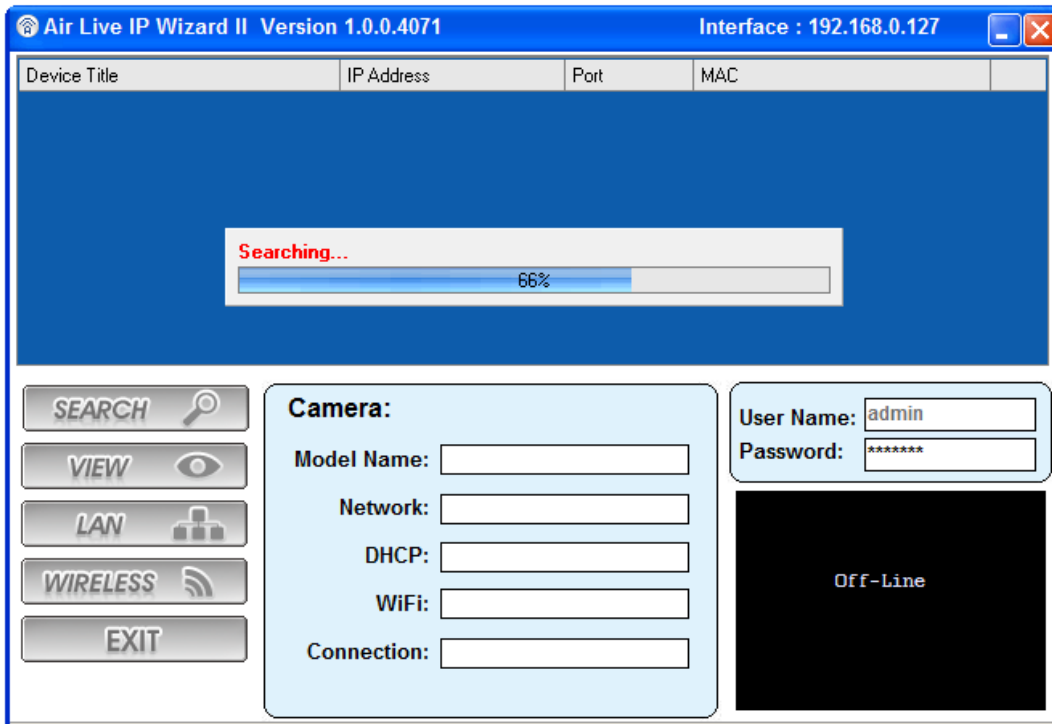 Air Live IP Wizard II Version 1.0.0.4071 Interface : 192.168.0.127
Device Title IP Address Port MAC
Searching...
66%
SEARCH
VIEW
LAN
WIRELESS
EXIT
Camera:
Model Name:
Network:
DHCP:
WiFi:
Connection:
User Name: admin
Password: *******
Off-Line